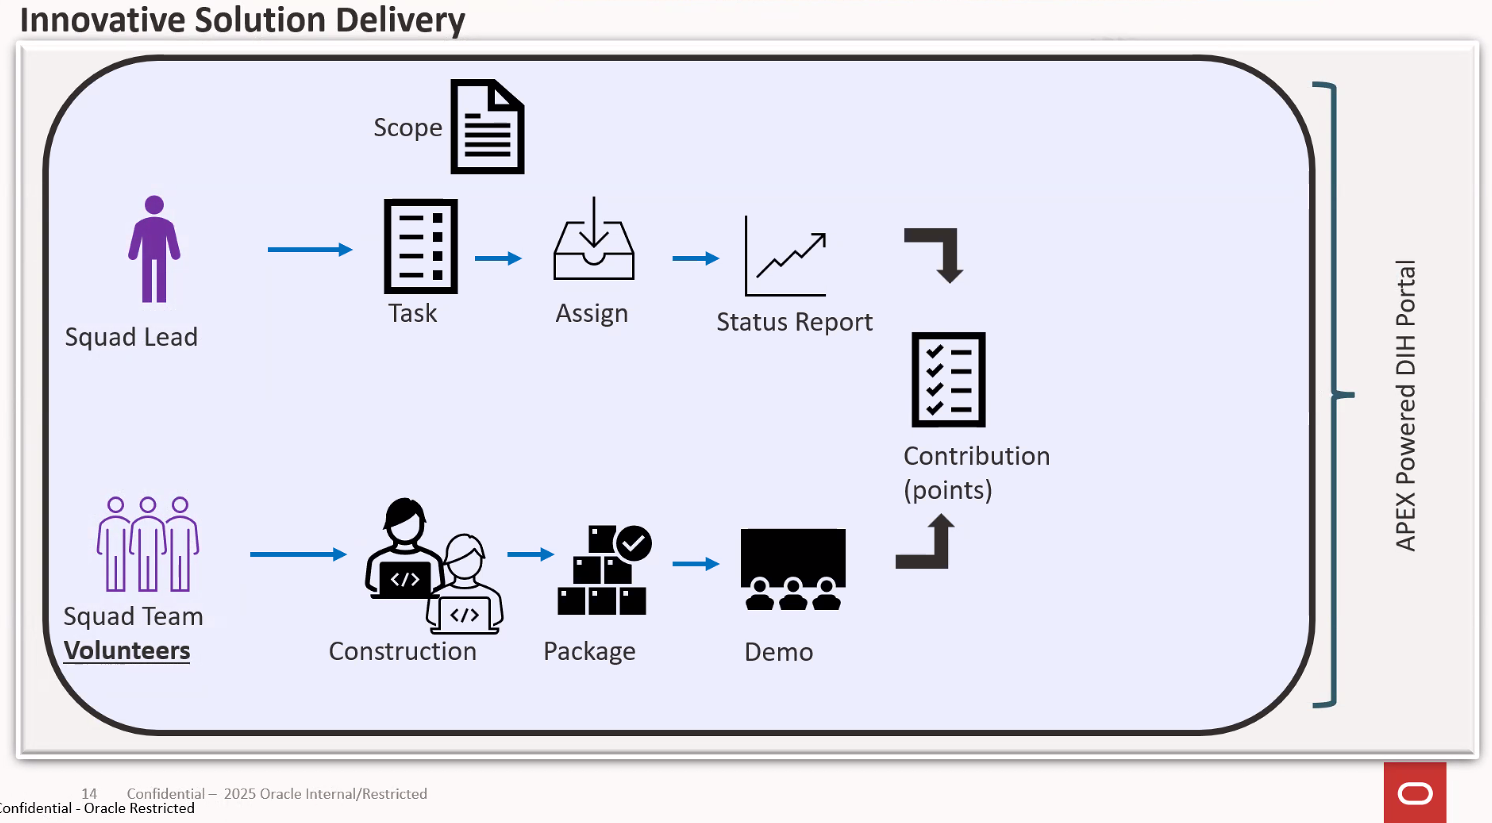 Innovative Solution Delivery
Scope
Squad Lead
Task
Assign
Status Report
Contribution
(points)
Squad Team
Volunteers
</>
</>
Construction
Package
Demo
APEX Powered DIH Portal
14 Confidential – 2025 Oracle Internal/Restricted
Confidential - Oracle Restricted